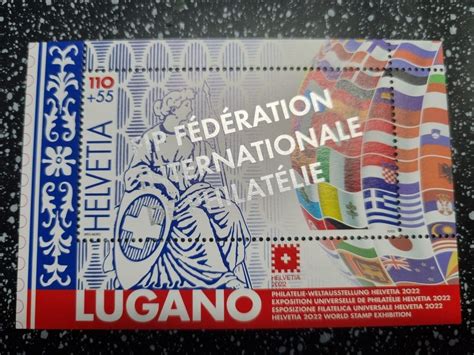 110
+55
HELVETIA
FÉDÉRATION
INTERNATIONALE
PHILATÉLIE
HELVETIA
2022
LUGANO
PHILATELIE-WELTAUSSTELLUNG HELVETIA 2022
EXPOSITION UNIVERSELLE DE PHILATÉLIE HELVETIA 2022
ESPOSIZIONE FILATELICA UNIVERSALE HELVETIA 2022
HELVETIA 2022 WORLD STAMP EXHIBITION